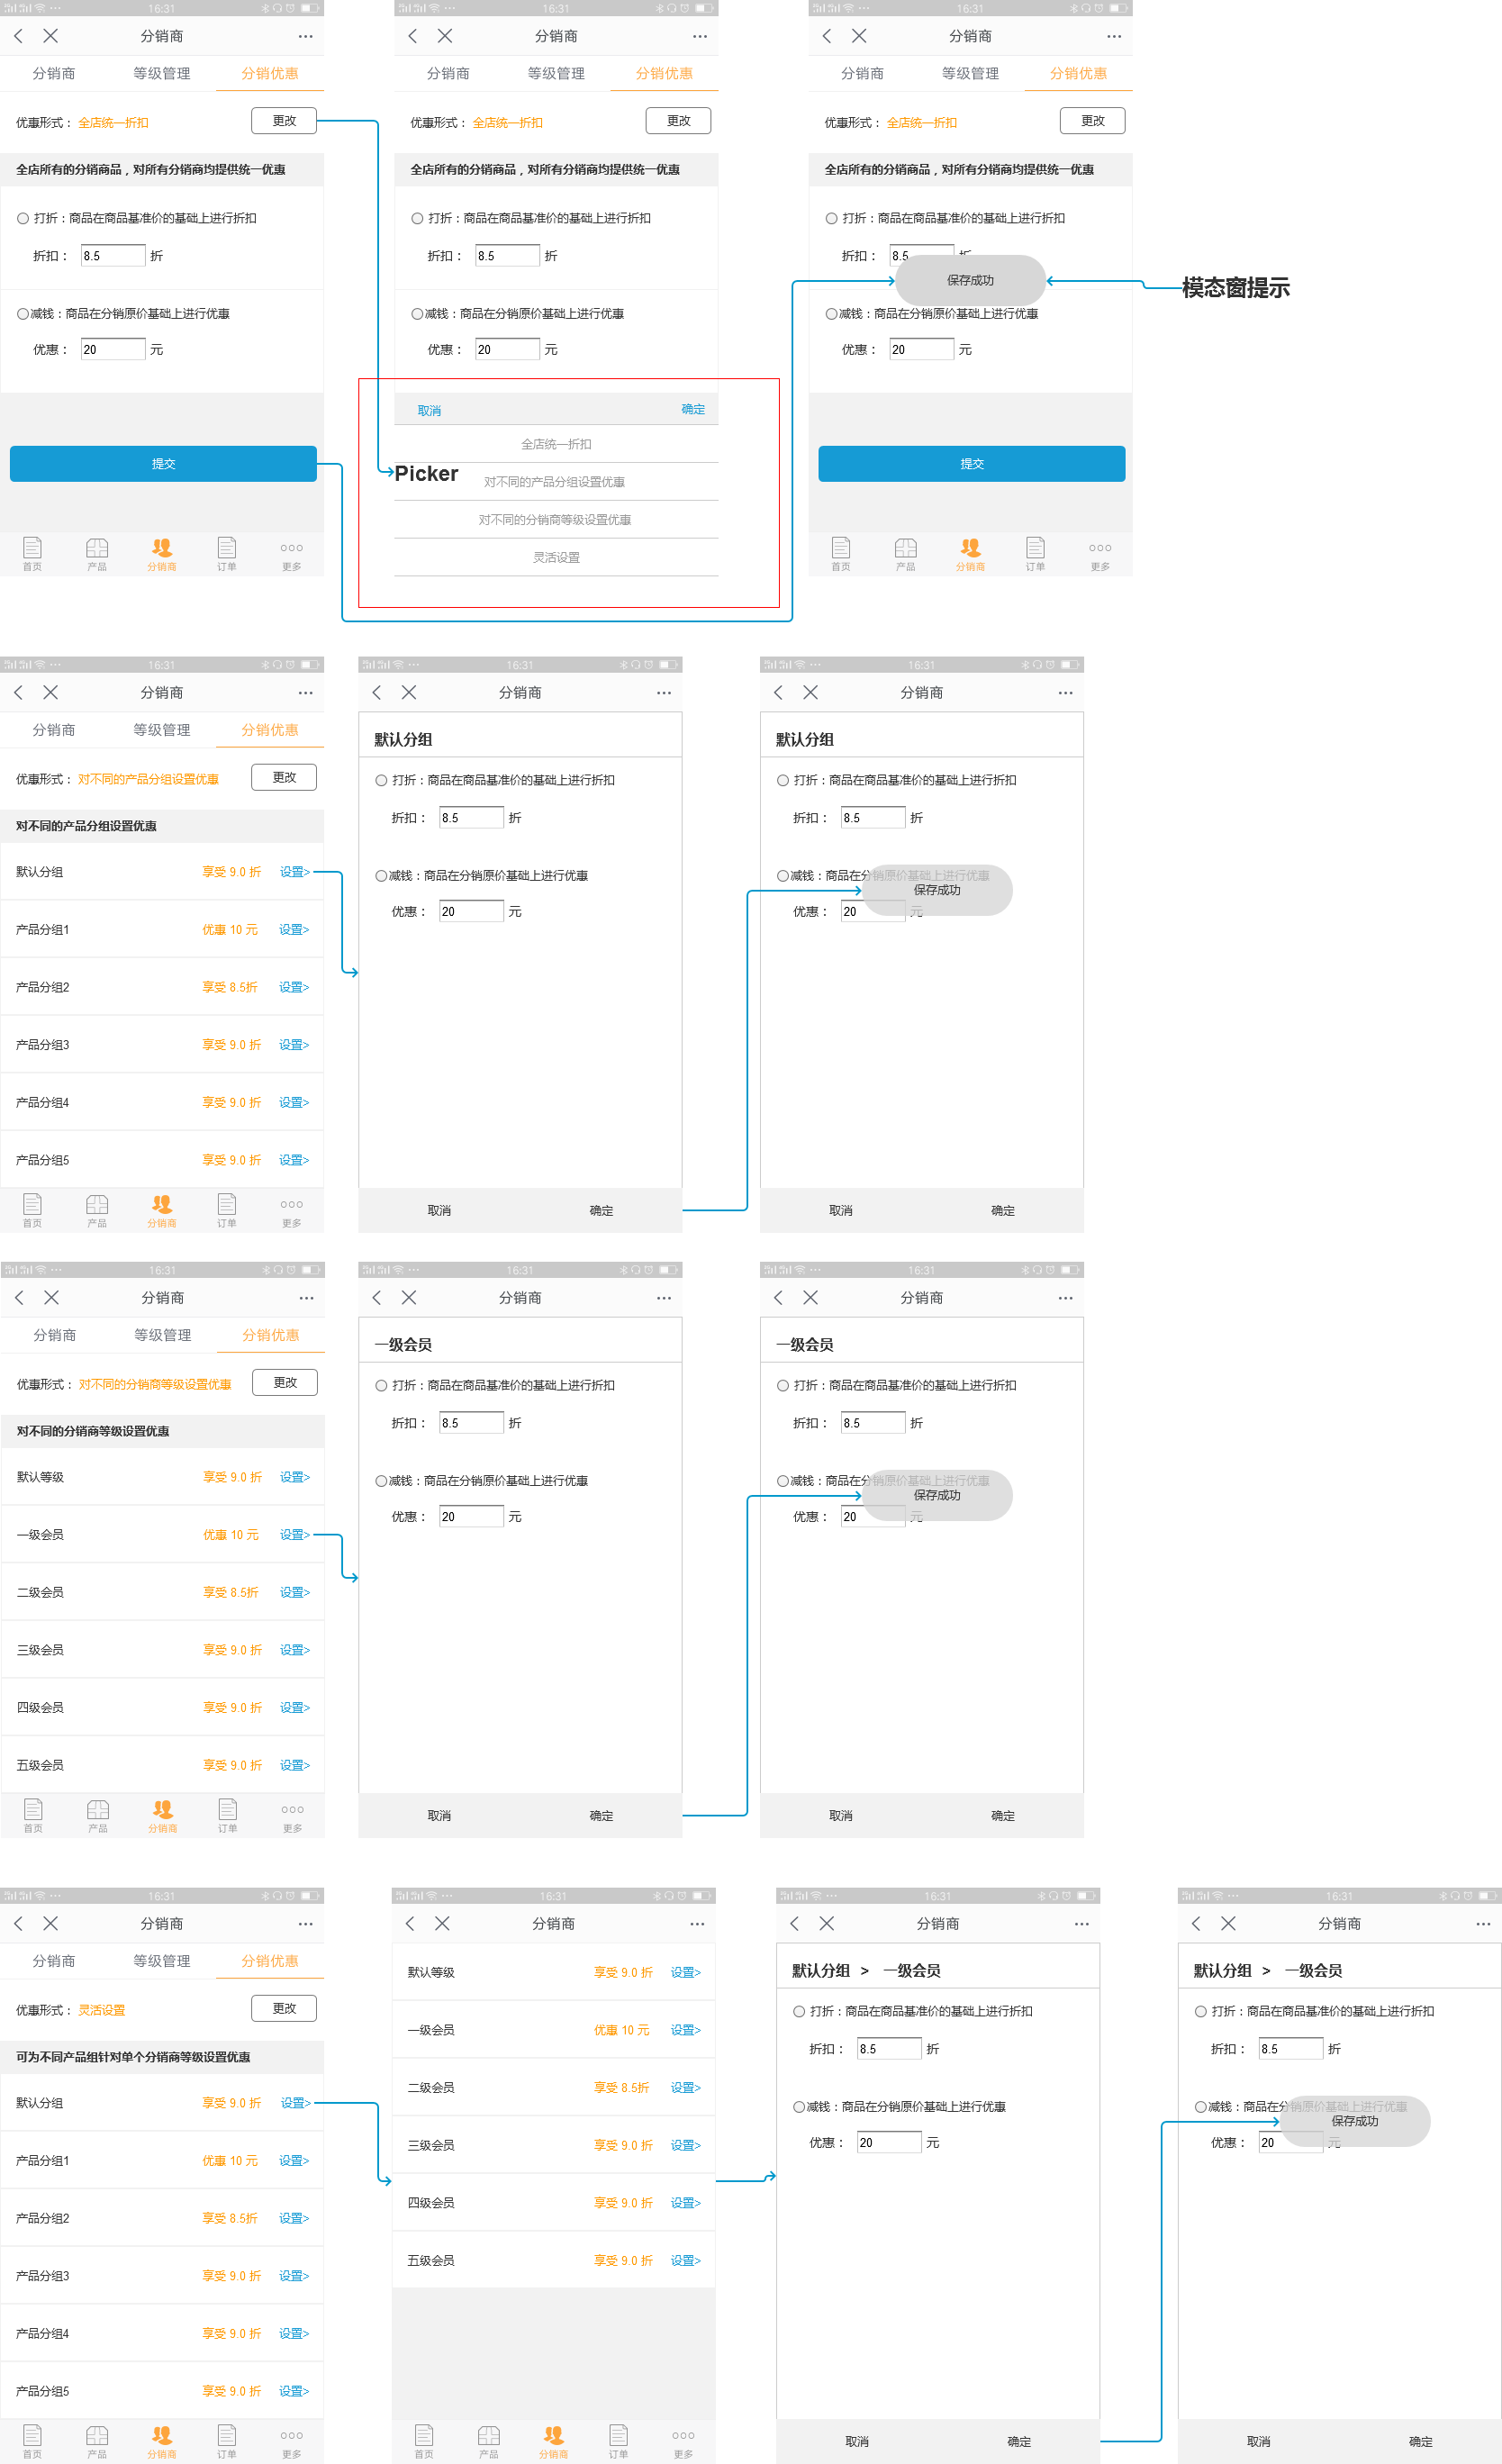 16:31
分销商
分销商 等级管理 分销优惠
优惠形式： 全店统一折扣 更改
全店所有的分销商品，对所有分销商均提供统一优惠
打折：商品在商品基准价的基础上进行折扣
折扣： 8.5 折
减钱：商品在分销原价基础上进行优惠
优惠： 20 元
提交
首页 产品 分销商 订单 更多
16:31
分销商
分销商 等级管理 分销优惠
优惠形式： 全店统一折扣 更改
全店所有的分销商品，对所有分销商均提供统一优惠
打折：商品在商品基准价的基础上进行折扣
折扣： 8.5 折
减钱：商品在分销原价基础上进行优惠
优惠： 20 元
取消 确定
全店统一折扣
Picker
对不同的产品分组设置优惠
对不同的分销商等级设置优惠
灵活设置
16:31
分销商
分销商 等级管理 分销优惠
优惠形式： 全店统一折扣 更改
全店所有的分销商品，对所有分销商均提供统一优惠
打折：商品在商品基准价的基础上进行折扣
折扣： 8.5 折
保存成功
减钱：商品在分销原价基础上进行优惠
优惠： 20 元
提交
首页 产品 分销商 订单 更多
模态窗提示
16:31
分销商
分销商 等级管理 分销优惠
优惠形式： 对不同的产品分组设置优惠 更改
对不同的产品分组设置优惠
默认分组 享受 9.0 折 设置>
产品分组1 优惠 10 元 设置>
产品分组2 享受 8.5折 设置>
产品分组3 享受 9.0 折 设置>
产品分组4 享受 9.0 折 设置>
产品分组5 享受 9.0 折 设置>
首页 产品 分销商 订单 更多
16:31
分销商
默认分组
打折：商品在商品基准价的基础上进行折扣
折扣： 8.5 折
减钱：商品在分销原价基础上进行优惠
优惠： 20 元
取消 确定
16:31
分销商
默认分组
打折：商品在商品基准价的基础上进行折扣
折扣： 8.5 折
减钱：商品在分销原价基础上进行优惠
保存成功
优惠： 20 元
取消 确定
16:31
分销商
分销商 等级管理 分销优惠
优惠形式： 对不同的分销商等级设置优惠 更改
对不同的分销商等级设置优惠
默认等级 享受 9.0 折 设置>
一级会员 优惠 10 元 设置>
二级会员 享受 8.5折 设置>
三级会员 享受 9.0 折 设置>
四级会员 享受 9.0 折 设置>
五级会员 享受 9.0 折 设置>
首页 产品 分销商 订单 更多
16:31
分销商
一级会员
打折：商品在商品基准价的基础上进行折扣
折扣： 8.5 折
减钱：商品在分销原价基础上进行优惠
优惠： 20 元
取消 确定
16:31
分销商
一级会员
打折：商品在商品基准价的基础上进行折扣
折扣： 8.5 折
减钱：商品在分销原价基础上进行优惠
保存成功
优惠： 20 元
取消 确定
16:31
分销商
分销商 等级管理 分销优惠
优惠形式： 灵活设置 更改
可为不同产品组针对单个分销商等级设置优惠
默认分组 享受 9.0 折 设置>
产品分组1 优惠 10 元 设置>
产品分组2 享受 8.5折 设置>
产品分组3 享受 9.0 折 设置>
产品分组4 享受 9.0 折 设置>
产品分组5 享受 9.0 折 设置>
首页 产品 分销商 订单 更多
16:31
分销商
默认等级 享受 9.0 折 设置>
一级会员 优惠 10 元 设置>
二级会员 享受 8.5折 设置>
三级会员 享受 9.0 折 设置>
四级会员 享受 9.0 折 设置>
五级会员 享受 9.0 折 设置>
首页 产品 分销商 订单 更多
16:31
分销商
默认分组 > 一级会员
打折：商品在商品基准价的基础上进行折扣
折扣： 8.5 折
减钱：商品在分销原价基础上进行优惠
优惠： 20 元
取消 确定
16:31
分销商
默认分组 > 一级会员
打折：商品在商品基准价的基础上进行折扣
折扣： 8.5 折
减钱：商品在分销原价基础上进行优惠
保存成功
优惠： 20 元
取消 确定